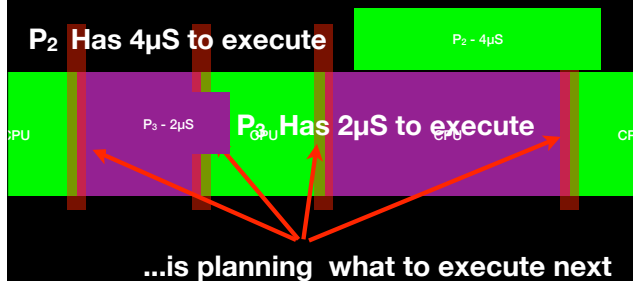 P₂ Has 4µS to execute
P₂ - 4µS
P₃ - 2µS
P₃ Has 2µS to execute
CPU
CPU
CPU
...is planning what to execute next